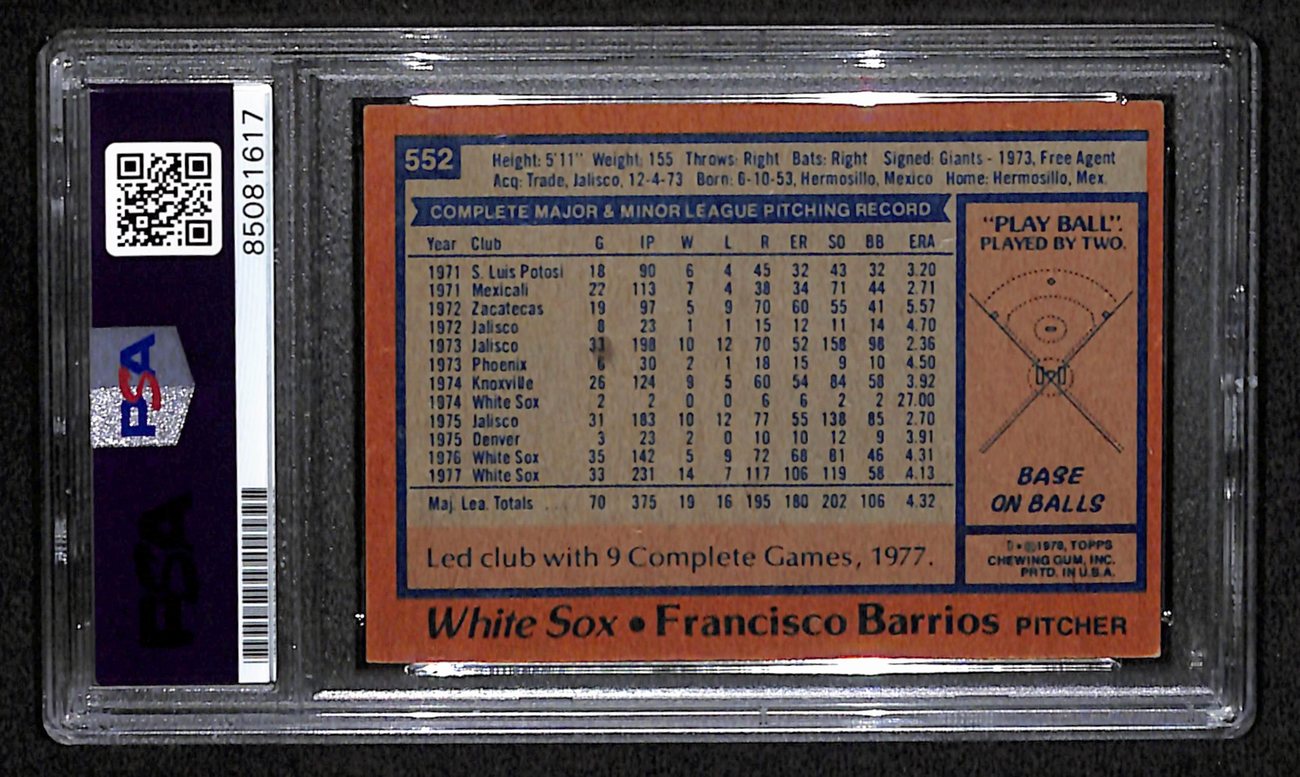 85081617
PSA
PSA
552
Height: 5'11" Weight: 155 Throws: Right Bats: Right Signed: Giants - 1973, Free Agent
Acq: Trade, Jalisco, 12-4-73 Born: 6-10-53, Hermosillo, Mexico Home: Hermosillo, Mex.
COMPLETE MAJOR & MINOR LEAGUE PITCHING RECORD
Year Club G IP W L R ER SO BB ERA
1971 S. Luis Potosi 18 90 6 4 45 32 43 32 3.20
1971 Mexicali 22 113 7 4 38 34 71 44 2.71
1972 Zacatecas 19 97 5 9 70 60 55 41 5.57
1972 Jalisco 8 23 1 1 15 12 11 14 4.70
1973 Jalisco 33 198 10 12 70 52 158 98 2.36
1973 Phoenix 6 30 2 1 18 15 9 10 4.50
1974 Knoxville 26 124 9 5 60 54 84 58 3.92
1974 White Sox 2 2 0 0 6 6 2 2 27.00
1975 Jalisco 31 183 10 12 77 55 138 85 2.70
1975 Denver 3 23 2 0 10 10 12 9 3.91
1976 White Sox 35 142 5 9 72 68 81 46 4.31
1977 White Sox 33 231 14 7 117 106 119 58 4.13
Maj. Lea. Totals ... 70 375 19 16 195 180 202 106 4.32
Led club with 9 Complete Games, 1977.
"PLAY BALL".
PLAYED BY TWO.
BASE
ON BALLS
©1978, TOPPS
CHEWING GUM, INC.
PRTD. IN U.S.A.
White Sox • Francisco Barrios PITCHER